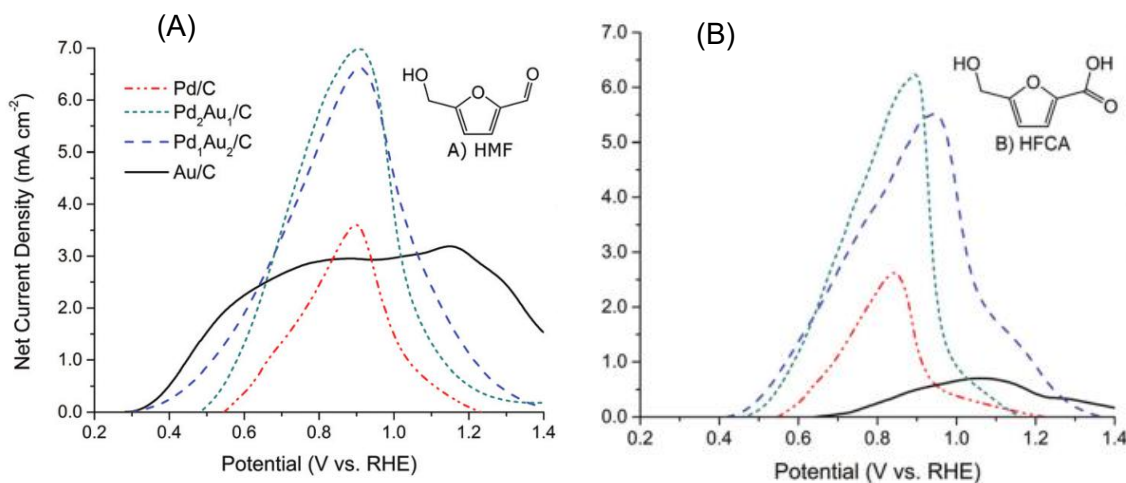 (A)
7.0
6.0
5.0
4.0
3.0
2.0
1.0
0.0
Net Current Density (mA cm⁻²)
Pd/C
Pd₂Au₁/C
Pd₁Au₂/C
Au/C
HO
O
O
A) HMF
0.2 0.4 0.6 0.8 1.0 1.2 1.4
Potential (V vs. RHE)
(B)
7.0
6.0
5.0
4.0
3.0
2.0
1.0
0.0
HO
O
OH
O
B) HFCA
0.2 0.4 0.6 0.8 1.0 1.2 1.4
Potential (V vs. RHE)